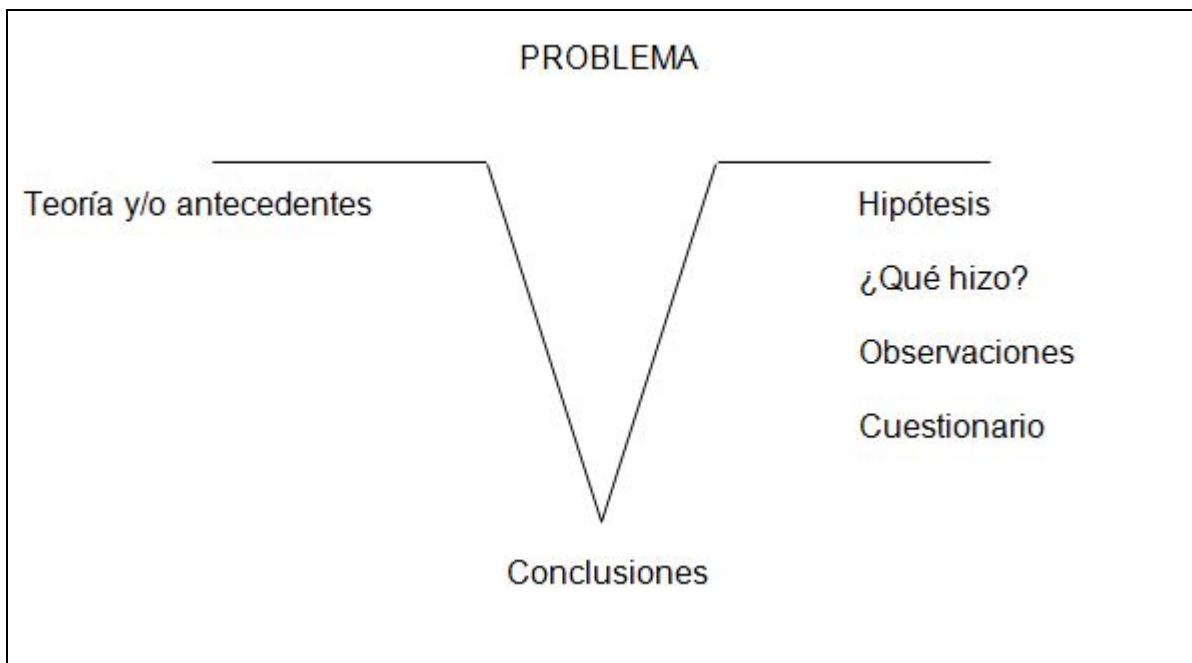 PROBLEMA
Teoría y/o antecedentes
Hipótesis
¿Qué hizo?
Observaciones
Cuestionario
Conclusiones